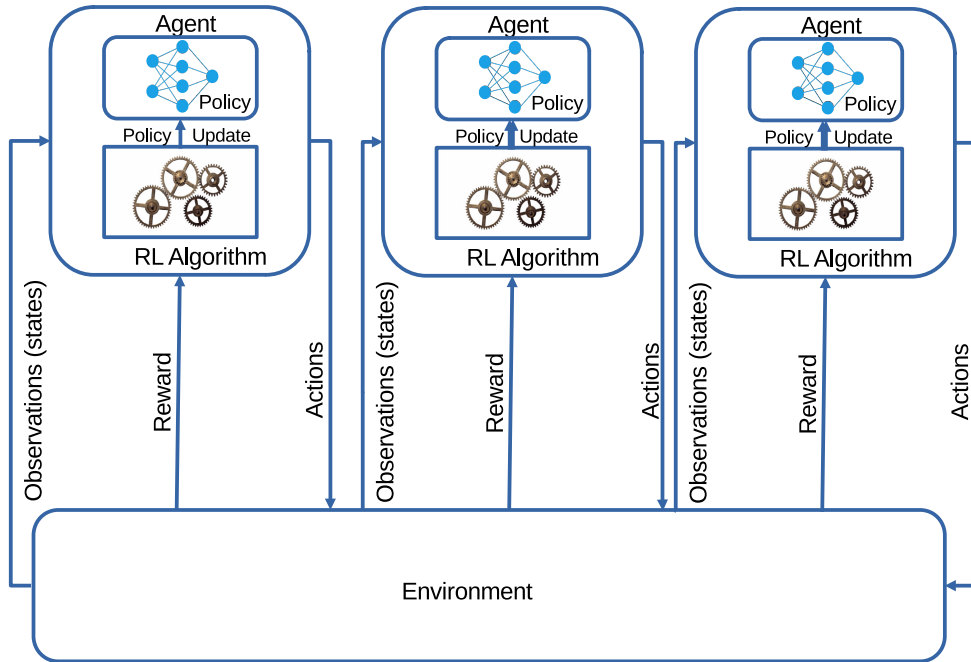 Agent
Policy
Policy Update
RL Algorithm
Observations (states)
Reward
Actions
Agent
Policy
Policy Update
RL Algorithm
Observations (states)
Reward
Actions
Agent
Policy
Policy Update
RL Algorithm
Observations (states)
Reward
Actions
Environment